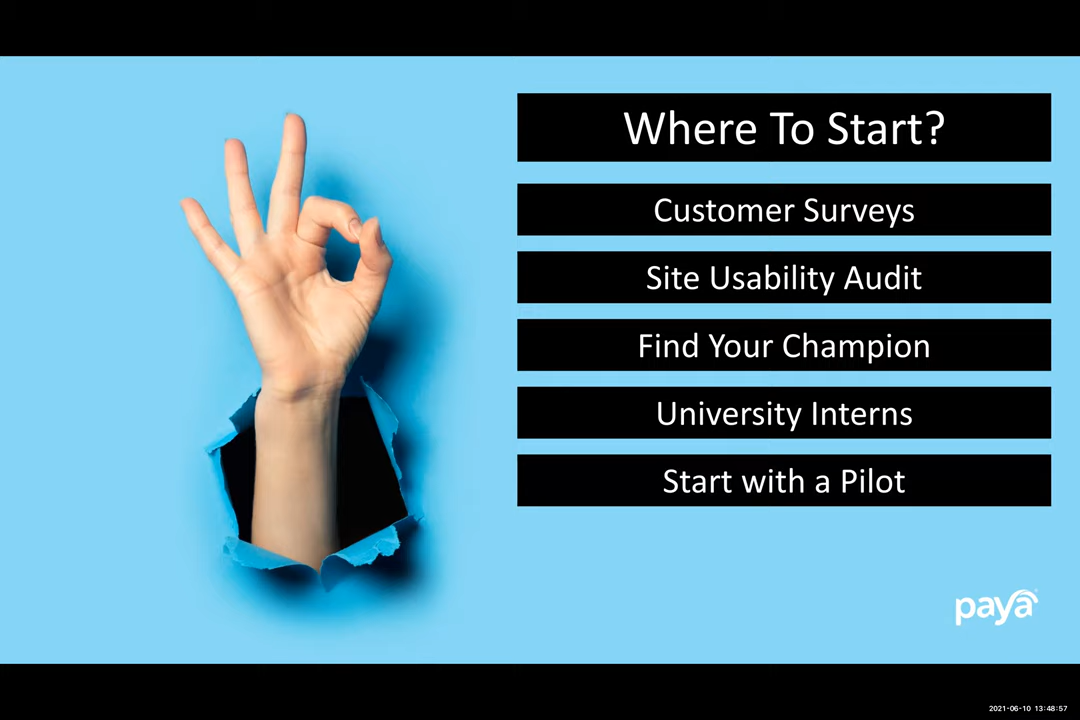 Where To Start?
Customer Surveys
Site Usability Audit
Find Your Champion
University Interns
Start with a Pilot
paya
2021-06-10 13:48:57